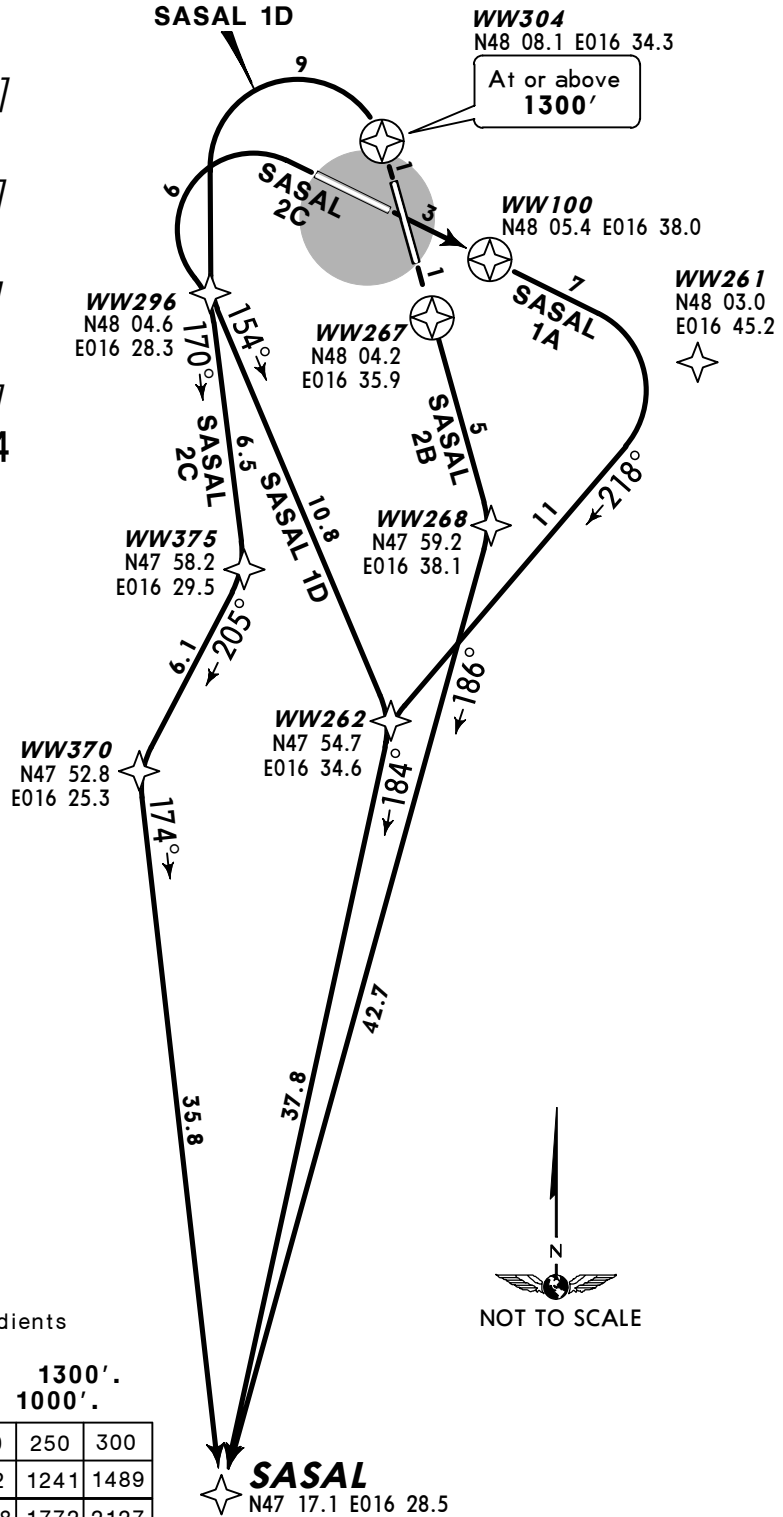 SASAL 1D
WW304
N48 08.1 E016 34.3
At or above
1300'
9
1
SASAL
2C
6
3
WW100
N48 05.4 E016 38.0
7
SASAL
1A
WW261
N48 03.0
E016 45.2
WW296
N48 04.6
E016 28.3
1
WW267
N48 04.2
E016 35.9
170°
154°
SASAL
2C
6.5
SASAL 1D
10.8
SASAL
2B
5
218°
11
WW268
N47 59.2
E016 38.1
4
WW375
N47 58.2
E016 29.5
205°
6.1
186°
WW262
N47 54.7
E016 34.6
184°
WW370
N47 52.8
E016 25.3
174°
42.7
37.8
35.8
N
NOT TO SCALE
dients
1300'.
1000'.
250 300
1241 1489
SASAL
N47 17.1 E016 28.5